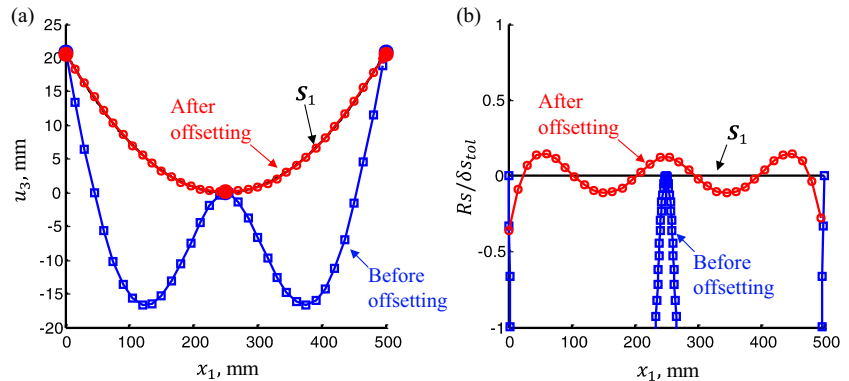 (a)
25
20
15
10
5
0
-5
-10
-15
-20
0
100
200
300
400
500
u₃, mm
x₁, mm
After
offsetting
S₁
Before
offsetting
(b)
1
0.5
0
-0.5
-1
0
100
200
300
400
500
Rs/δs_tol
x₁, mm
After
offsetting
S₁
Before
offsetting